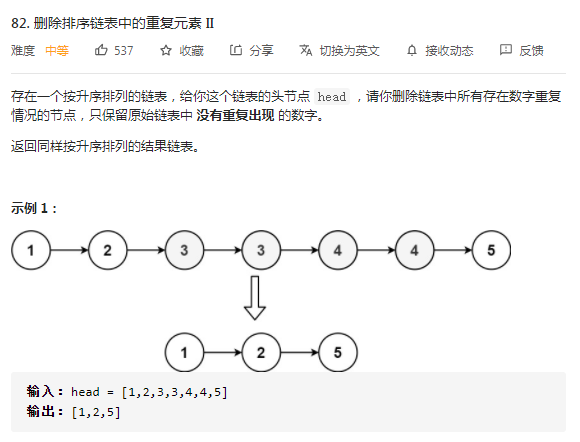 82. 删除排序链表中的重复元素 II
难度 中等 537 收藏 分享 切换为英文 接收动态 反馈
存在一个按升序排列的链表，给你这个链表的头节点 head ，请你删除链表中所有存在数字重复
情况的节点，只保留原始链表中 没有重复出现 的数字。
返回同样按升序排列的结果链表。
示例 1：
1 2 3 3 4 4 5
1 2 5
输入：head = [1,2,3,3,4,4,5]
输出：[1,2,5]